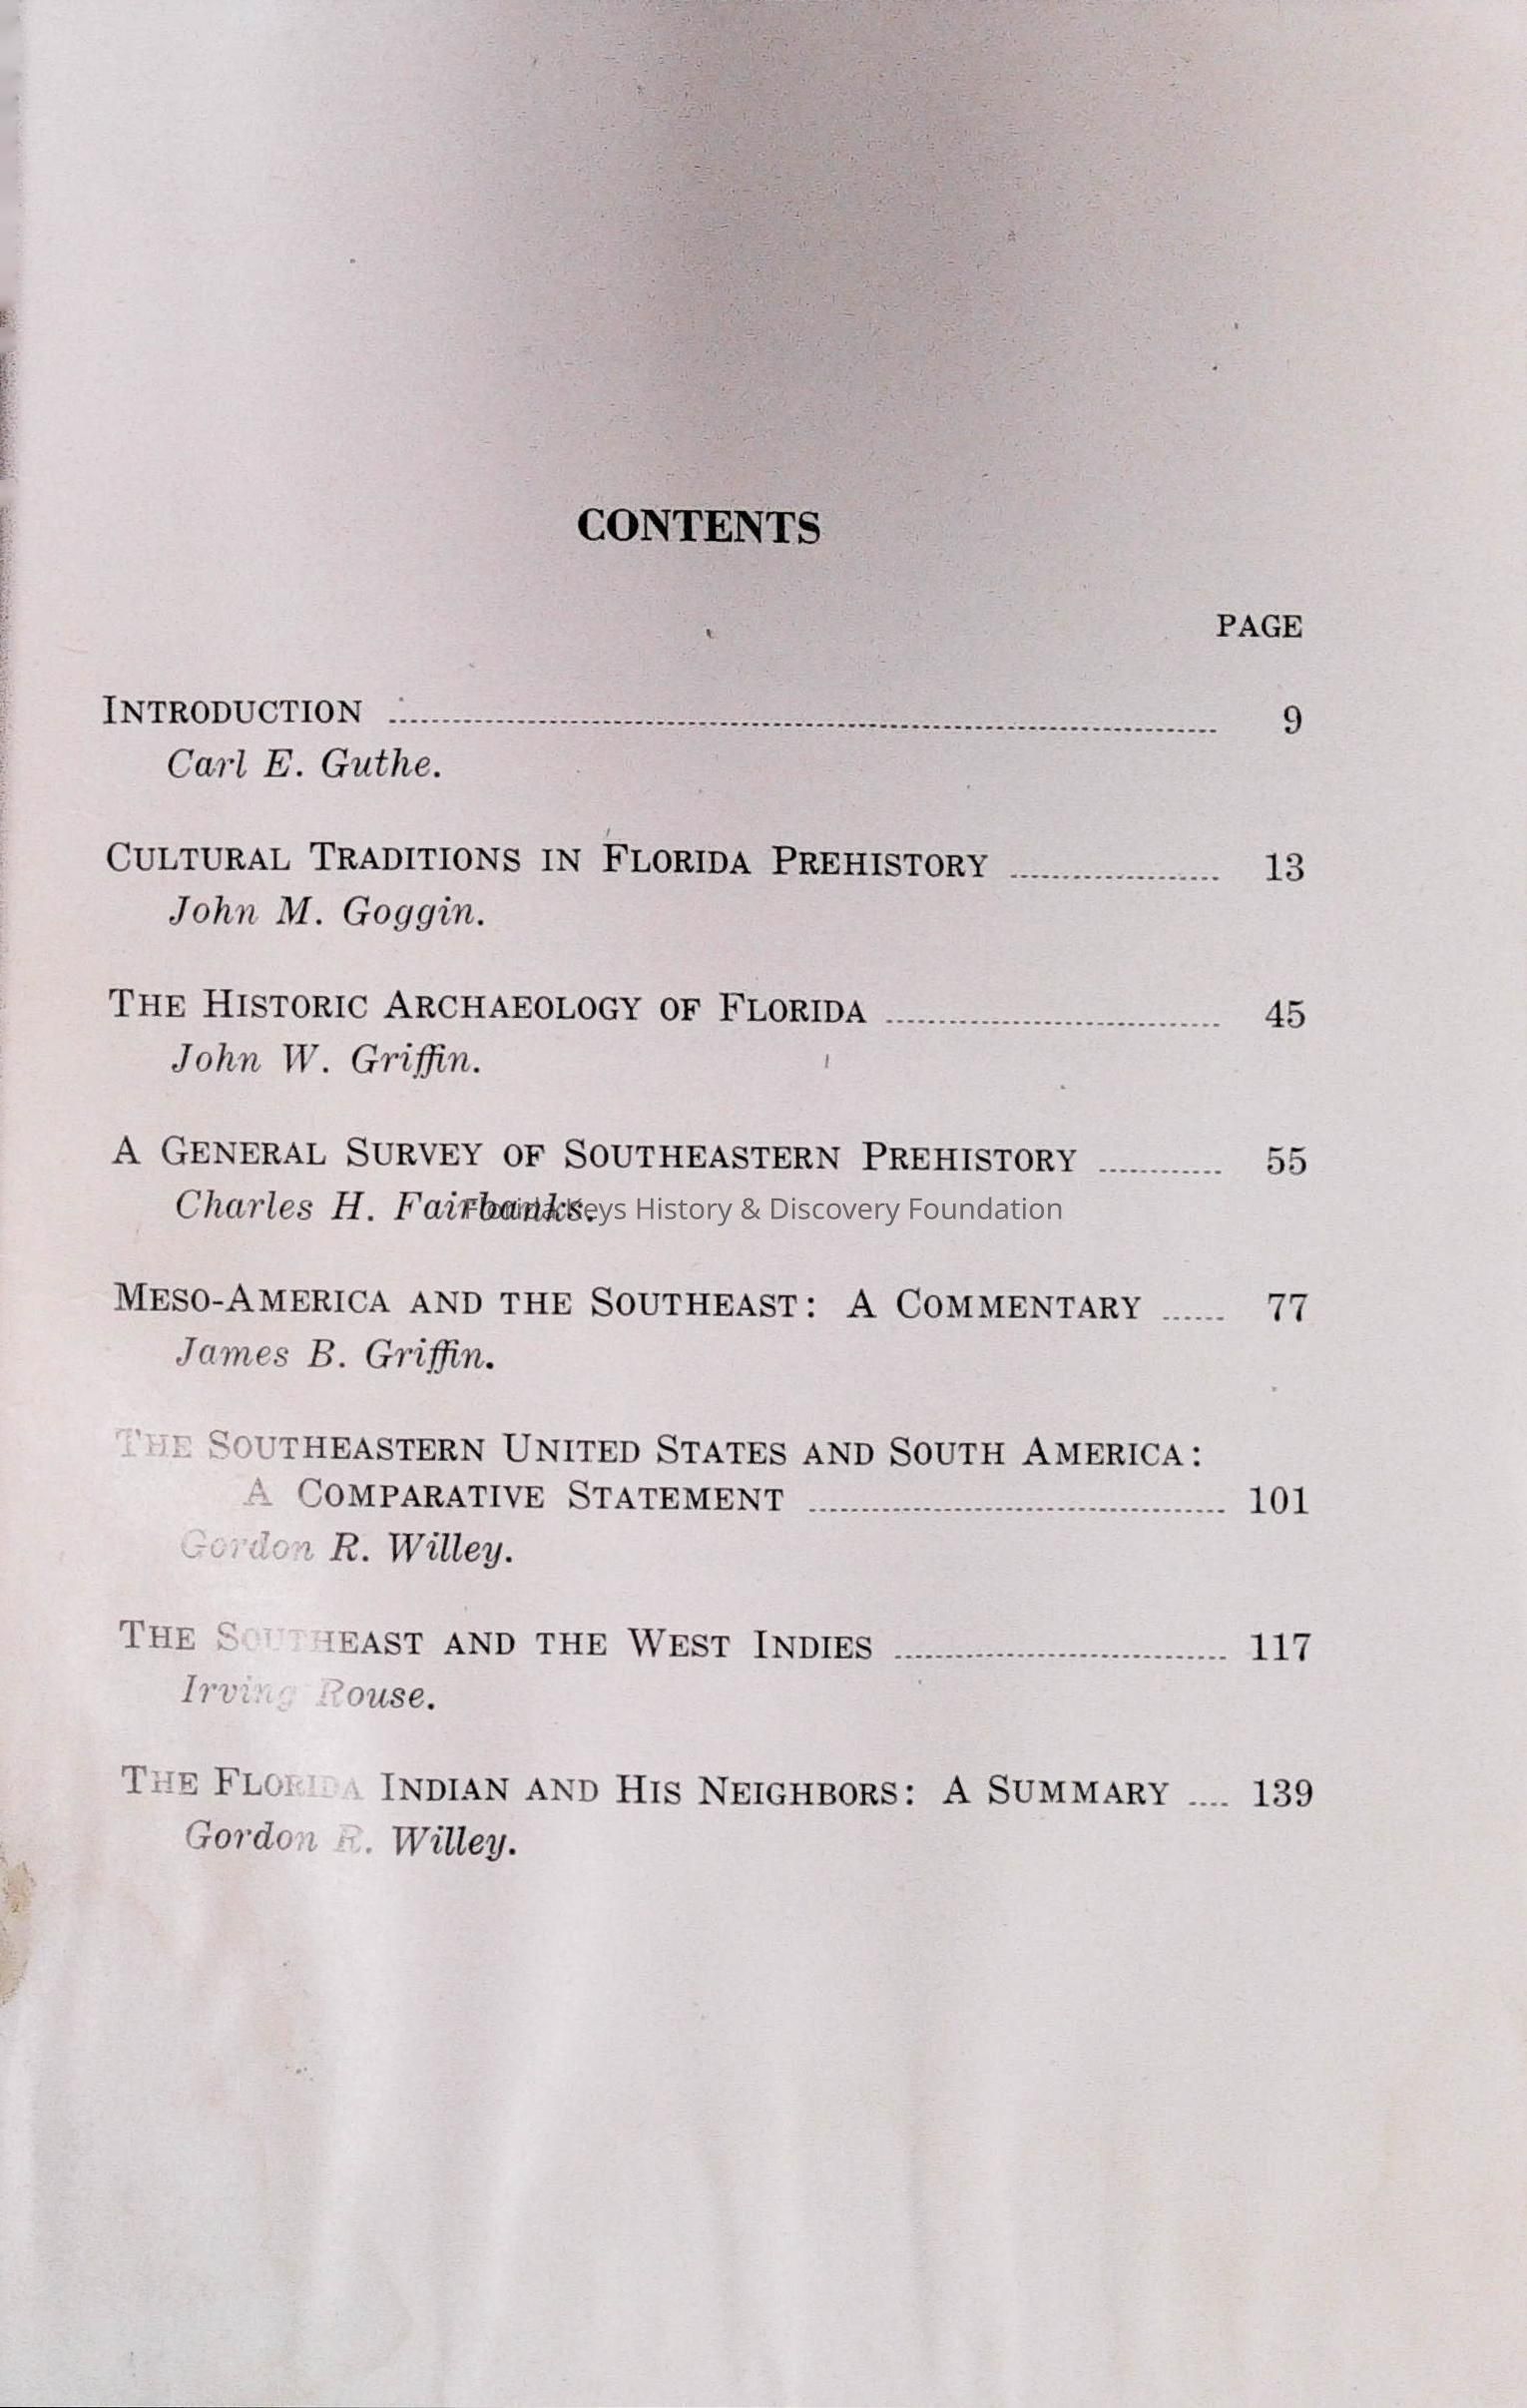 CONTENTS
PAGE
INTRODUCTION ........ 9
Carl E. Guthe.
CULTURAL TRADITIONS IN FLORIDA PREHISTORY ........ 13
John M. Goggin.
THE HISTORIC ARCHAEOLOGY OF FLORIDA ........ 45
John W. Griffin.
A GENERAL SURVEY OF SOUTHEASTERN PREHISTORY ........ 55
Charles H. Fairbanks.
Florida Keys History & Discovery Foundation
MESO-AMERICA AND THE SOUTHEAST: A COMMENTARY ...... 77
James B. Griffin.
THE SOUTHEASTERN UNITED STATES AND SOUTH AMERICA:
A COMPARATIVE STATEMENT ........ 101
Gordon R. Willey.
THE SOUTHEAST AND THE WEST INDIES ........ 117
Irving Rouse.
THE FLORIDA INDIAN AND HIS NEIGHBORS: A SUMMARY .... 139
Gordon R. Willey.